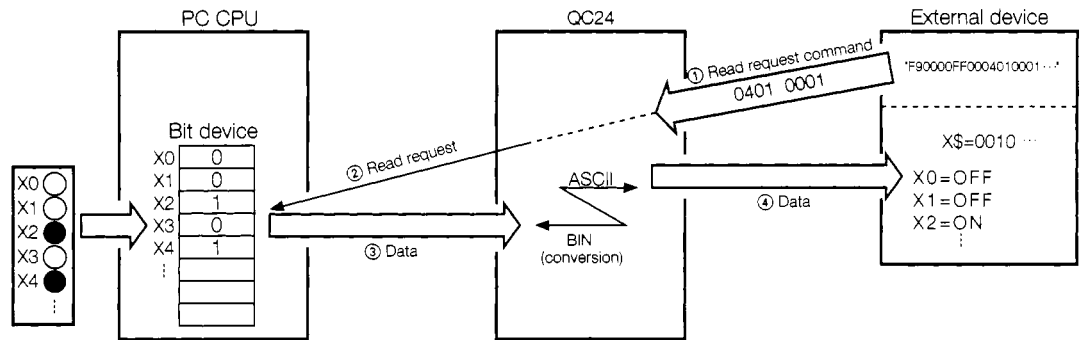 PC CPU
QC24
External device
① Read request command
0401 0001
"F90000FF0004010001···"
X$=0010 ···
X0=OFF
X1=OFF
X2=ON
⋮
Bit device
X0 0
X1 0
X2 1
X3 0
X4 1
⋮
② Read request
③ Data
ASCII
BIN
(conversion)
④ Data
X0
X1
X2
X3
X4
⋮